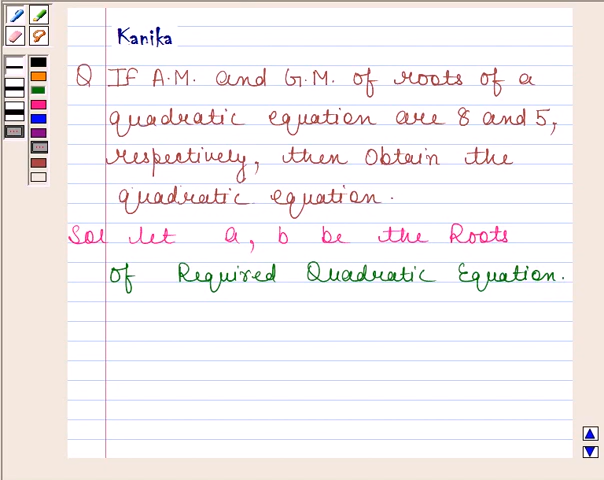 Kanika
Q If A.M. and G.M. of roots of a
quadratic equation are 8 and 5,
respectively, then obtain the
quadratic equation.
Sol let a, b be the Roots
of Required Quadratic Equation.